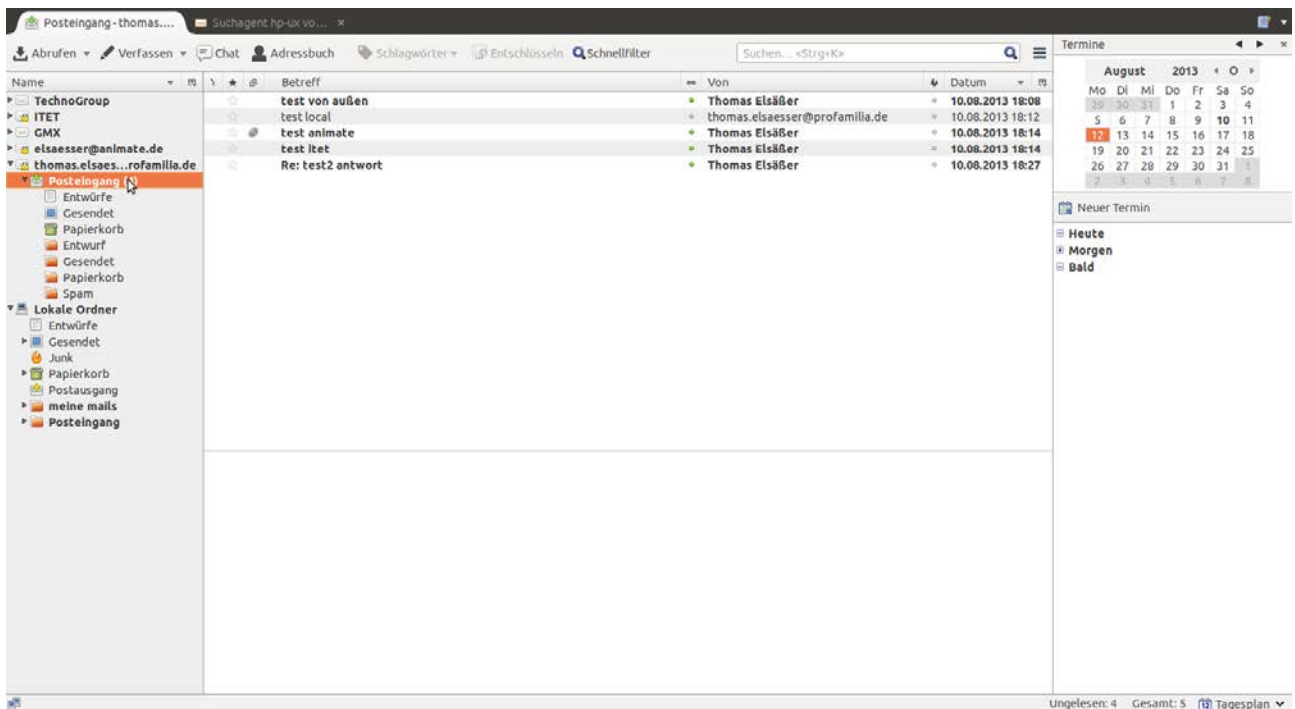 Posteingang - thomas....
Suchagent hp-ux vo... ×
Abrufen Verfassen Chat Adressbuch Schlagwörter Entschlüsseln Schnellfilter Suchen... <Strg+K>
Name
TechnoGroup
ITET
GMX
elsaesser@animate.de
thomas.elsaes...rofamilia.de
Posteingang
Entwürfe
Gesendet
Papierkorb
Entwurf
Gesendet
Papierkorb
Spam
Lokale Ordner
Entwürfe
Gesendet
Junk
Papierkorb
Postausgang
meine mails
Posteingang
Betreff Von Datum
test von außen Thomas Elsäßer 10.08.2013 18:08
test local thomas.elsaesser@profamilia.de 10.08.2013 18:12
test animate Thomas Elsäßer 10.08.2013 18:14
test itet Thomas Elsäßer 10.08.2013 18:14
Re: test2 antwort Thomas Elsäßer 10.08.2013 18:27
Termine
August 2013
Mo Di Mi Do Fr Sa So
29 30 31 1 2 3 4
5 6 7 8 9 10 11
12 13 14 15 16 17 18
19 20 21 22 23 24 25
26 27 28 29 30 31 1
2 3 4 5 6 7 8
Neuer Termin
Heute
Morgen
Bald
Ungelesen: 4 Gesamt: 5 Tagesplan